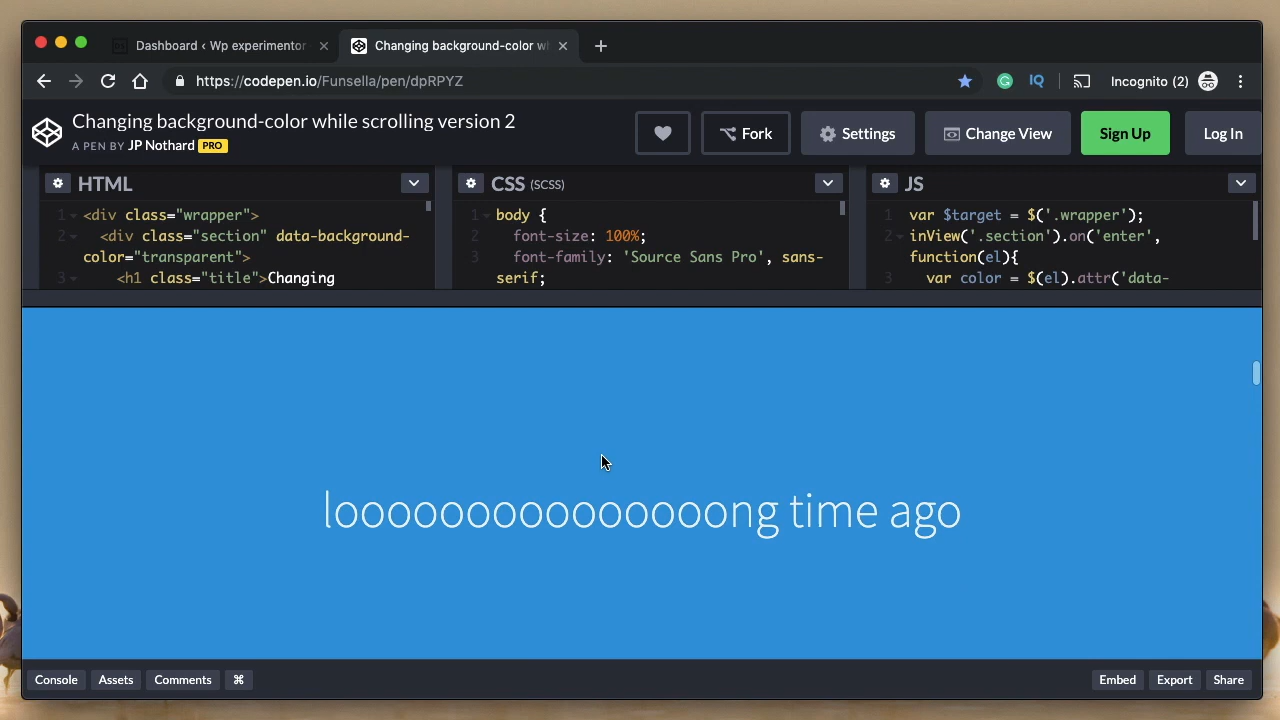 Dashboard ‹ Wp experimentor
Changing background-color wh
https://codepen.io/Funsella/pen/dpRPYZ
IQ
Incognito (2)
Changing background-color while scrolling version 2
A PEN BY JP Nothard PRO
Fork
Settings
Change View
Sign Up
Log In
HTML
1 <div class="wrapper">
2 <div class="section" data-background-
color="transparent">
3 <h1 class="title">Changing
CSS (SCSS)
1 body {
2 font-size: 100%;
3 font-family: 'Source Sans Pro', sans-
serif;
JS
1 var $target = $('.wrapper');
2 inView('.section').on('enter',
function(el){
3 var color = $(el).attr('data-
looooooooooooooong time ago
Console
Assets
Comments
⌘
Embed
Export
Share